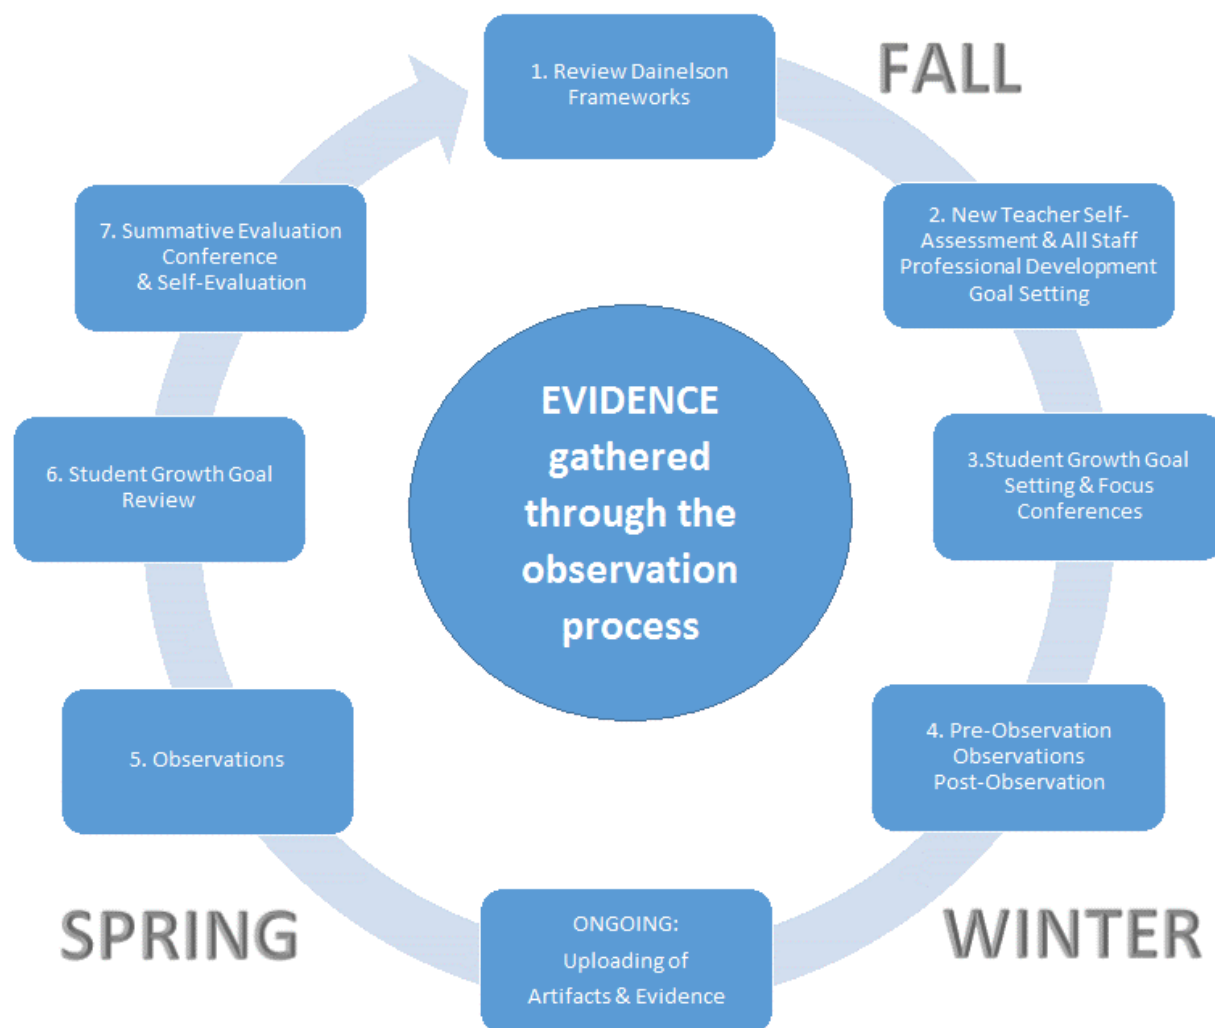 1. Review Dainelson
Frameworks
FALL
2. New Teacher Self-
Assessment & All Staff
Professional Development
Goal Setting
3.Student Growth Goal
Setting & Focus
Conferences
4. Pre-Observation
Observations
Post-Observation
WINTER
ONGOING:
Uploading of
Artifacts & Evidence
SPRING
5. Observations
6. Student Growth Goal
Review
7. Summative Evaluation
Conference
& Self-Evaluation
EVIDENCE
gathered
through the
observation
process